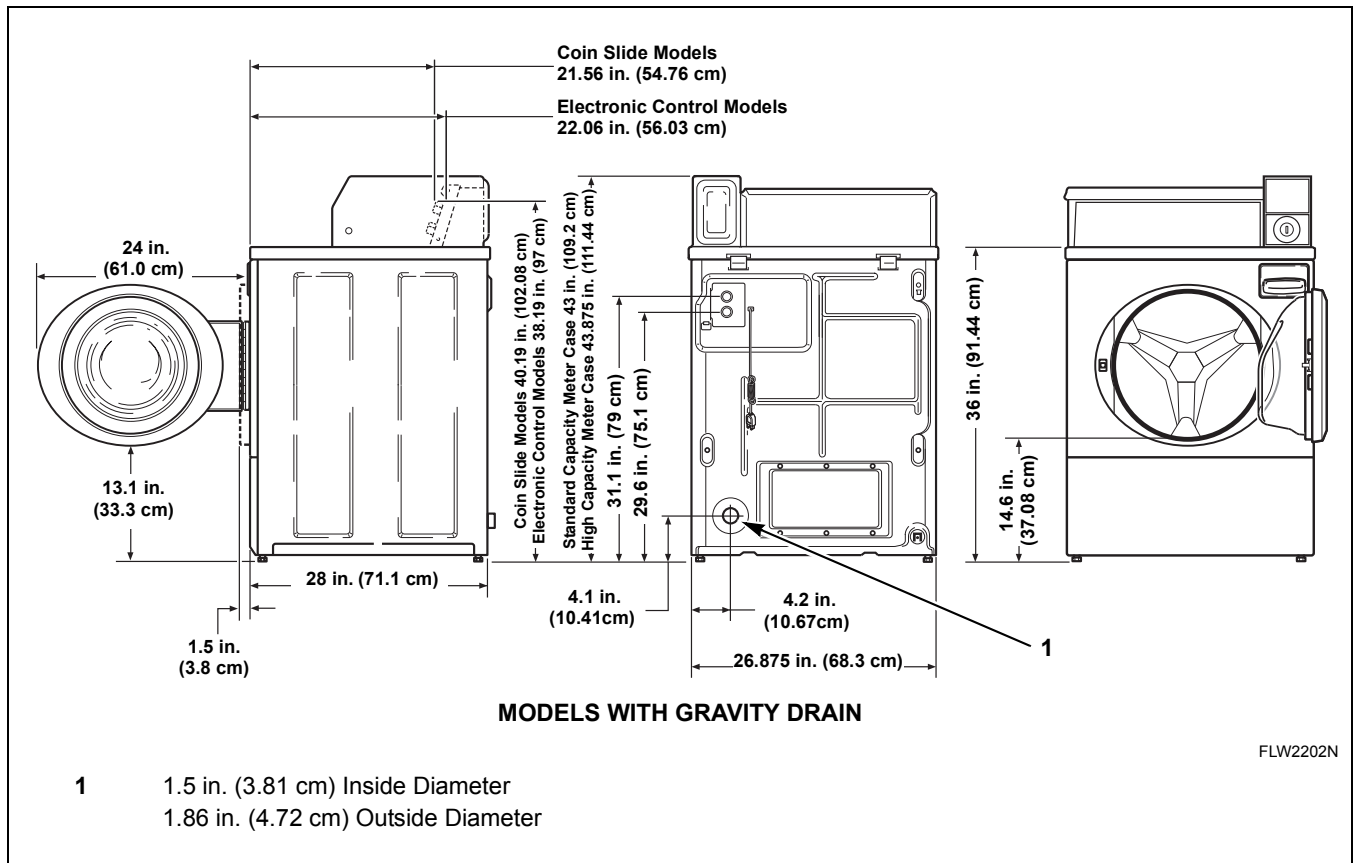 Coin Slide Models
21.56 in. (54.76 cm)
Electronic Control Models
22.06 in. (56.03 cm)
24 in.
(61.0 cm)
13.1 in.
(33.3 cm)
28 in. (71.1 cm)
1.5 in.
(3.8 cm)
Coin Slide Models 40.19 in. (102.08 cm)
Electronic Control Models 38.19 in. (97 cm)
Standard Capacity Meter Case 43 in. (109.2 cm)
High Capacity Meter Case 43.875 in. (111.44 cm)
31.1 in. (79 cm)
29.6 in. (75.1 cm)
4.1 in.
(10.41cm)
4.2 in.
(10.67cm)
26.875 in. (68.3 cm)
1
36 in. (91.44 cm)
14.6 in.
(37.08 cm)
MODELS WITH GRAVITY DRAIN
FLW2202N
1 1.5 in. (3.81 cm) Inside Diameter
1.86 in. (4.72 cm) Outside Diameter